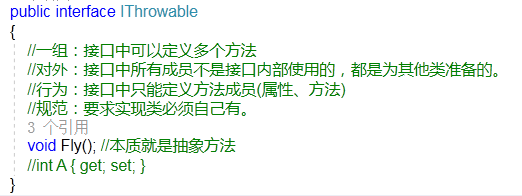 public interface IThrowable
{
//一组：接口中可以定义多个方法
//对外：接口中所有成员不是接口内部使用的，都是为其他类准备的。
//行为：接口中只能定义方法成员(属性、方法)
//规范：要求实现类必须自己有。
3 个引用
void Fly(); //本质就是抽象方法
//int A { get; set; }
}